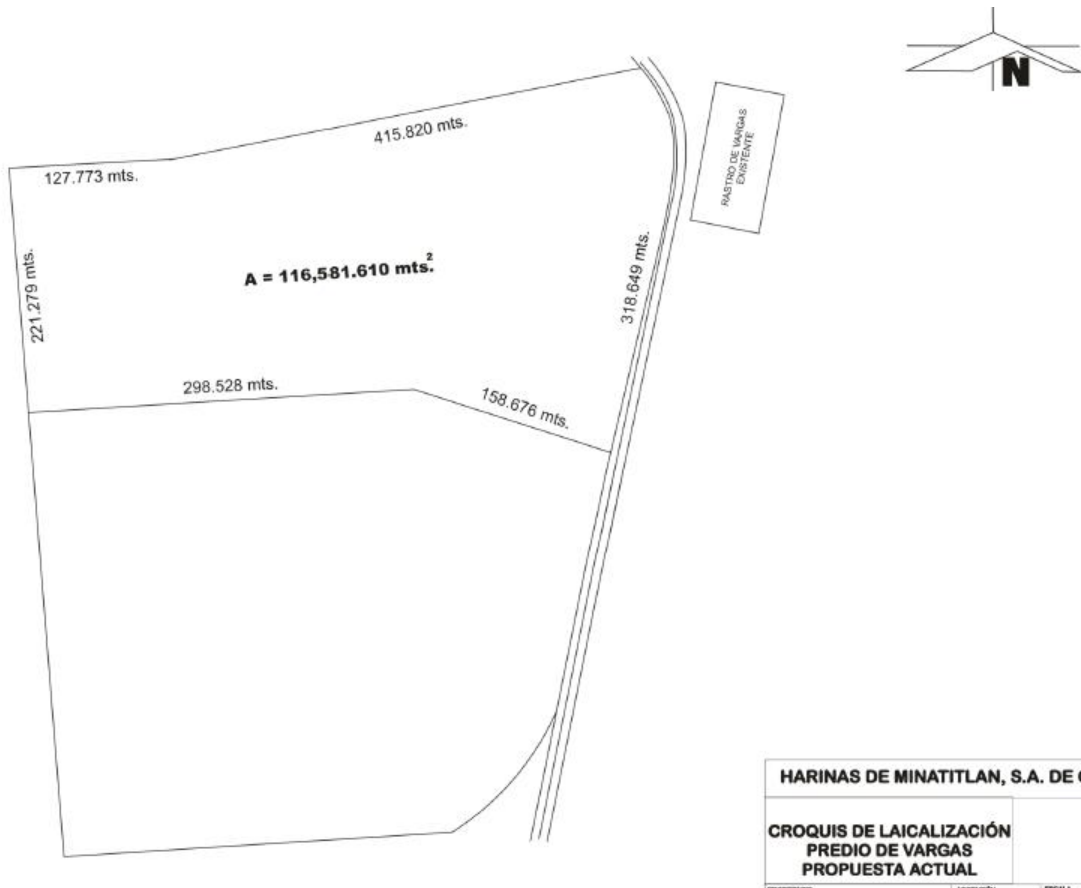 N
415.820 mts.
127.773 mts.
RASTRO DE VARGAS
EXISTENTE
221.279 mts.
A = 116,581.610 mts.²
318.649 mts.
298.528 mts.
158.676 mts.
HARINAS DE MINATITLAN, S.A. DE
CROQUIS DE LAICALIZACIÓN
PREDIO DE VARGAS
PROPUESTA ACTUAL